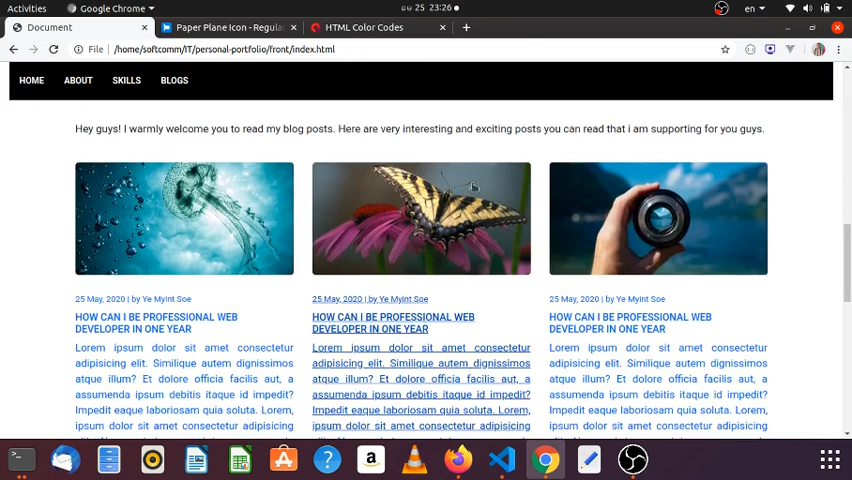 Activities Google Chrome မေ 25 23:26 en
Document Paper Plane Icon - Regular HTML Color Codes
File /home/softcomm/IT/personal-portfolio/front/index.html
HOME ABOUT SKILLS BLOGS
Hey guys! I warmly welcome you to read my blog posts. Here are very interesting and exciting posts you can read that i am supporting for you guys.
25 May, 2020 | by Ye Myint Soe
HOW CAN I BE PROFESSIONAL WEB
DEVELOPER IN ONE YEAR
Lorem ipsum dolor sit amet consectetur
adipisicing elit. Similique autem dignissimos
atque illum? Et dolore officia facilis aut, a
assumenda ipsum debitis itaque id impedit?
Impedit eaque laboriosam quia soluta. Lorem,
ipsum dolor sit amet consectetur adipisicing
25 May, 2020 | by Ye Myint Soe
HOW CAN I BE PROFESSIONAL WEB
DEVELOPER IN ONE YEAR
Lorem ipsum dolor sit amet consectetur
adipisicing elit. Similique autem dignissimos
atque illum? Et dolore officia facilis aut, a
assumenda ipsum debitis itaque id impedit?
Impedit eaque laboriosam quia soluta. Lorem,
ipsum dolor sit amet consectetur adipisicing
25 May, 2020 | by Ye Myint Soe
HOW CAN I BE PROFESSIONAL WEB
DEVELOPER IN ONE YEAR
Lorem ipsum dolor sit amet consectetur
adipisicing elit. Similique autem dignissimos
atque illum? Et dolore officia facilis aut, a
assumenda ipsum debitis itaque id impedit?
Impedit eaque laboriosam quia soluta. Lorem,
ipsum dolor sit amet consectetur adipisicing